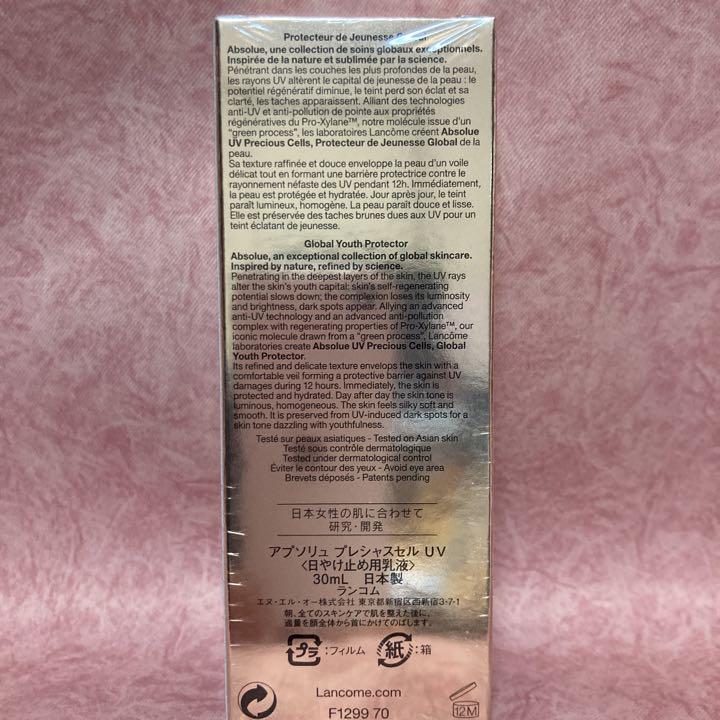 Protecteur de Jeunesse
Absolue, une collection de soins globaux exceptionnels.
Inspirée de la nature et sublimée par la science.
Pénétrant dans les couches les plus profondes de la peau,
les rayons UV altèrent le capital de jeunesse de la peau : le
potentiel régénératif diminue, le teint perd son éclat et sa
clarté, les taches apparaissent. Alliant des technologies
anti-UV et anti-pollution de pointe aux propriétés
régénératives du Pro-Xylane™, notre molécule issue d'un
"green process", les laboratoires Lancôme créent Absolue
UV Precious Cells, Protecteur de Jeunesse Global de la
peau.
Sa texture raffinée et douce enveloppe la peau d'un voile
délicat tout en formant une barrière protectrice contre le
rayonnement néfaste des UV pendant 12h. Immédiatement,
la peau est protégée et hydratée. Jour après jour, le teint
paraît lumineux, homogène. La peau paraît douce et lisse.
Elle est préservée des taches brunes dues aux UV pour un
teint éclatant de jeunesse.
Global Youth Protector
Absolue, an exceptional collection of global skincare.
Inspired by nature, refined by science.
Penetrating in the deepest layers of the skin, the UV rays
alter the skin's youth capital: skin's self-regenerating
potential slows down; the complexion loses its luminosity
and brightness, dark spots appear. Allying an advanced
anti-UV technology and an advanced anti-pollution
complex with regenerating properties of Pro-Xylane™, our
iconic molecule drawn from a "green process", Lancôme
laboratories create Absolue UV Precious Cells, Global
Youth Protector.
Its refined and delicate texture envelops the skin with a
comfortable veil forming a protective barrier against UV
damages during 12 hours. Immediately, the skin is
protected and hydrated. Day after day the skin tone is
luminous, homogeneous. The skin feels silky soft and
smooth. It is preserved from UV-induced dark spots for a
skin tone dazzling with youthfulness.
Testé sur peaux asiatiques - Tested on Asian skin
Testé sous contrôle dermatologique
Tested under dermatological control
Éviter le contour des yeux - Avoid eye area
Brevets déposés - Patents pending
日本女性の肌に合わせて
研究・開発
アプソリュ プレシャスセル UV
〈日やけ止め用乳液〉
30mL 日本製
ランコム
エヌ・エル・オー株式会社 東京都新宿区西新宿3-7-1
朝、全てのスキンケアで肌を整えた後に、
適量を顔全体から首にかけてのばします。
プラ :フィルム 紙 :箱
Lancome.com
F1299 70
12M